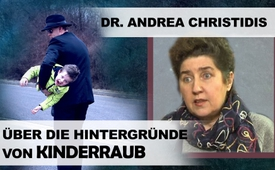 DR. ANDREA CHRISTIDIS
ÜBER DIE HINTERGRÜNDE
VON KINDERRAUB